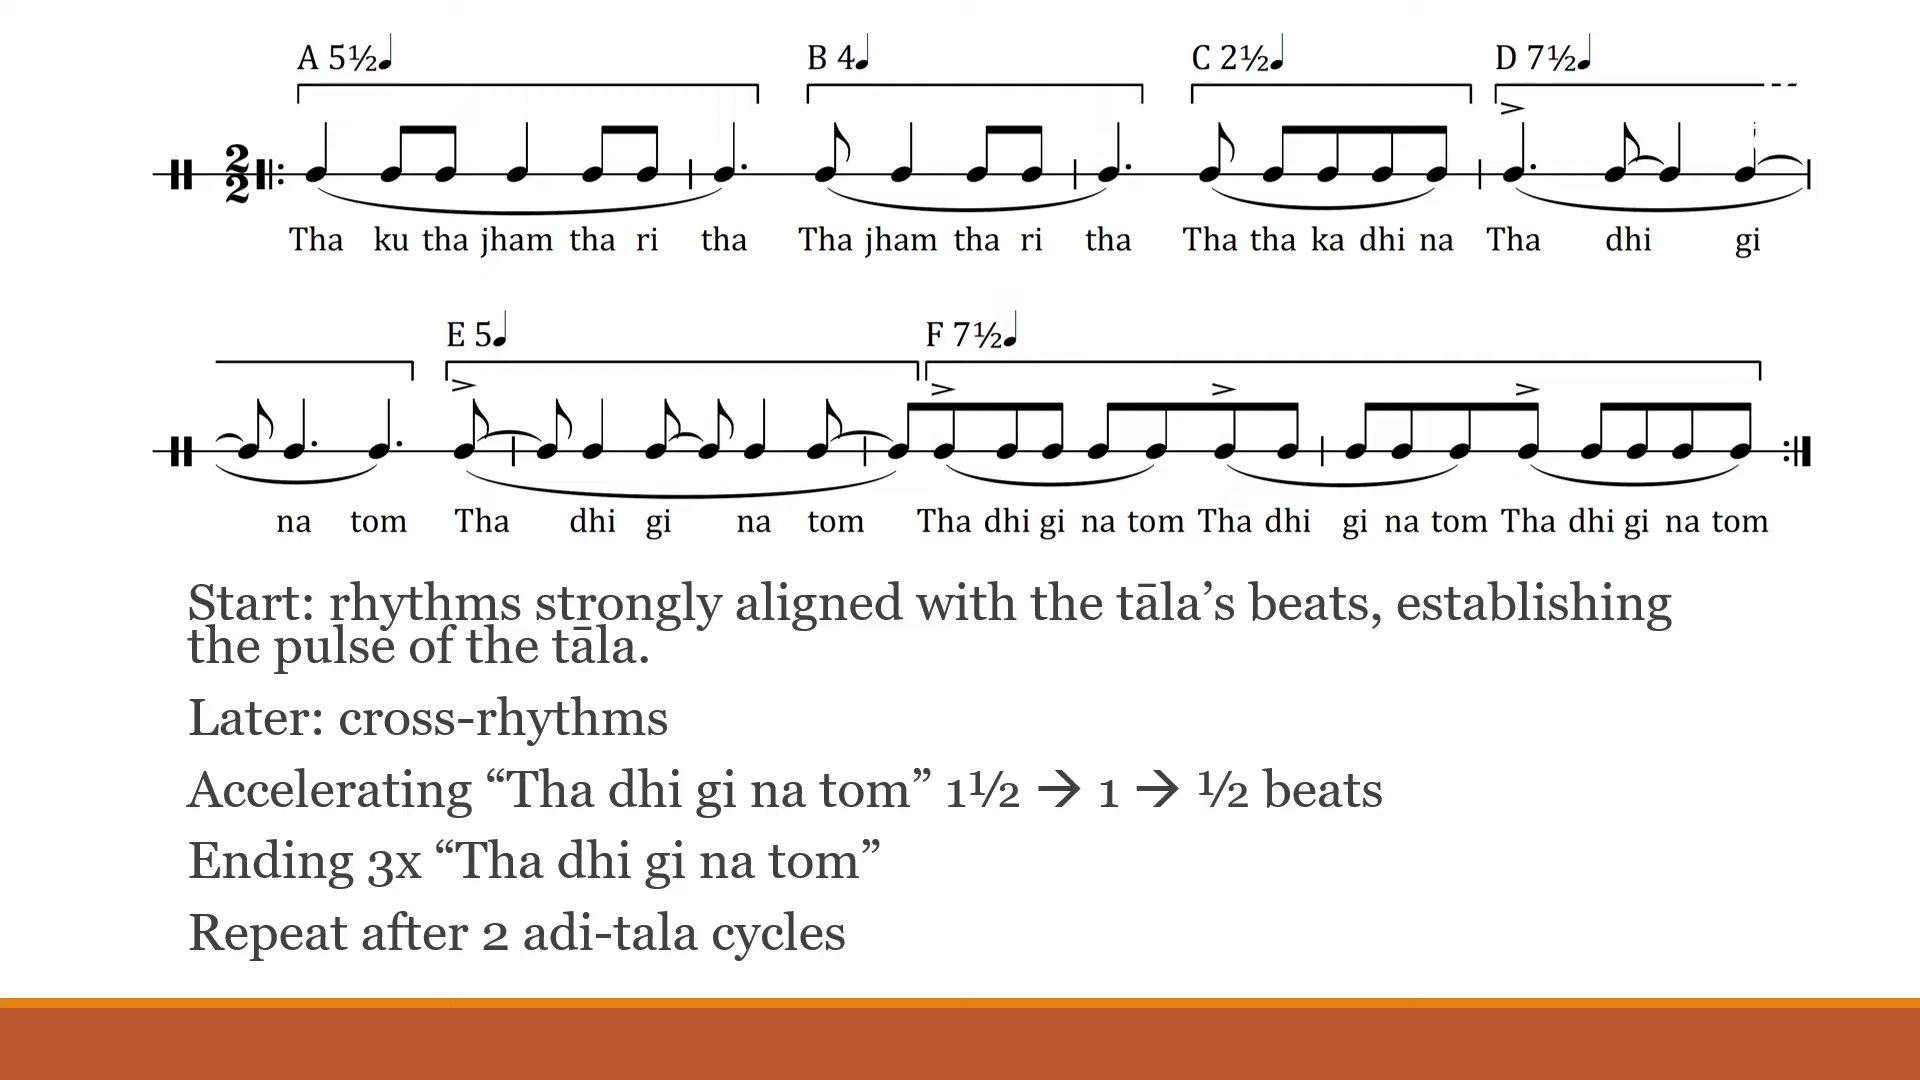 A 5½♩ B 4♩ C 2½♩ D 7½♩
2
2
Tha ku tha jham tha ri tha Tha jham tha ri tha Tha tha ka dhi na Tha dhi gi
E 5♩ F 7½♩
na tom Tha dhi gi na tom Tha dhi gi na tom Tha dhi gi na tom Tha dhi gi na tom
Start: rhythms strongly aligned with the tāla’s beats, establishing
the pulse of the tāla.
Later: cross-rhythms
Accelerating “Tha dhi gi na tom” 1½ → 1 → ½ beats
Ending 3x “Tha dhi gi na tom”
Repeat after 2 adi-tala cycles